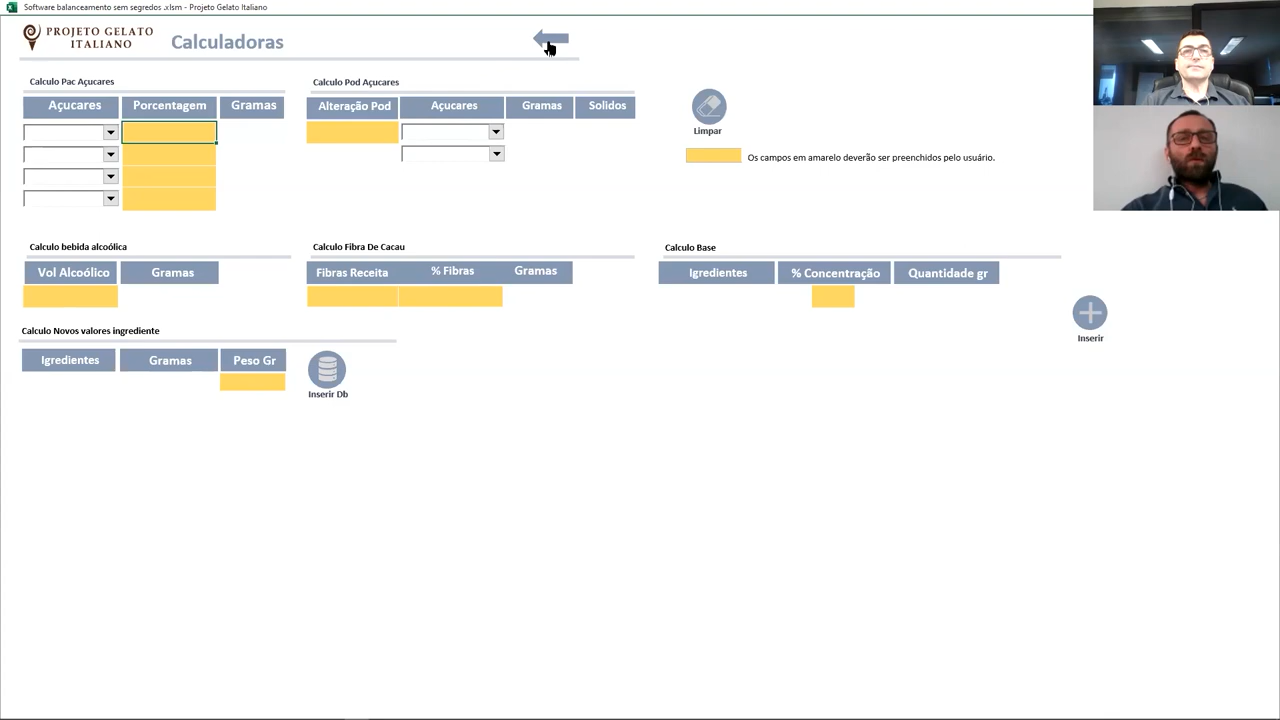 Software balanceamento sem segredos .xlsm - Projeto Gelato Italiano
PROJETO GELATO
ITALIANO
Calculadoras
Calculo Pac Açucares
Açucares Porcentagem Gramas
Calculo Pod Açucares
Alteração Pod Açucares Gramas Solidos
Limpar
Os campos em amarelo deverão ser preenchidos pelo usuário.
Calculo bebida alcoólica
Vol Alcoólico Gramas
Calculo Fibra De Cacau
Fibras Receita % Fibras Gramas
Calculo Base
Igredientes % Concentração Quantidade gr
Inserir
Calculo Novos valores ingrediente
Igredientes Gramas Peso Gr
Inserir Db